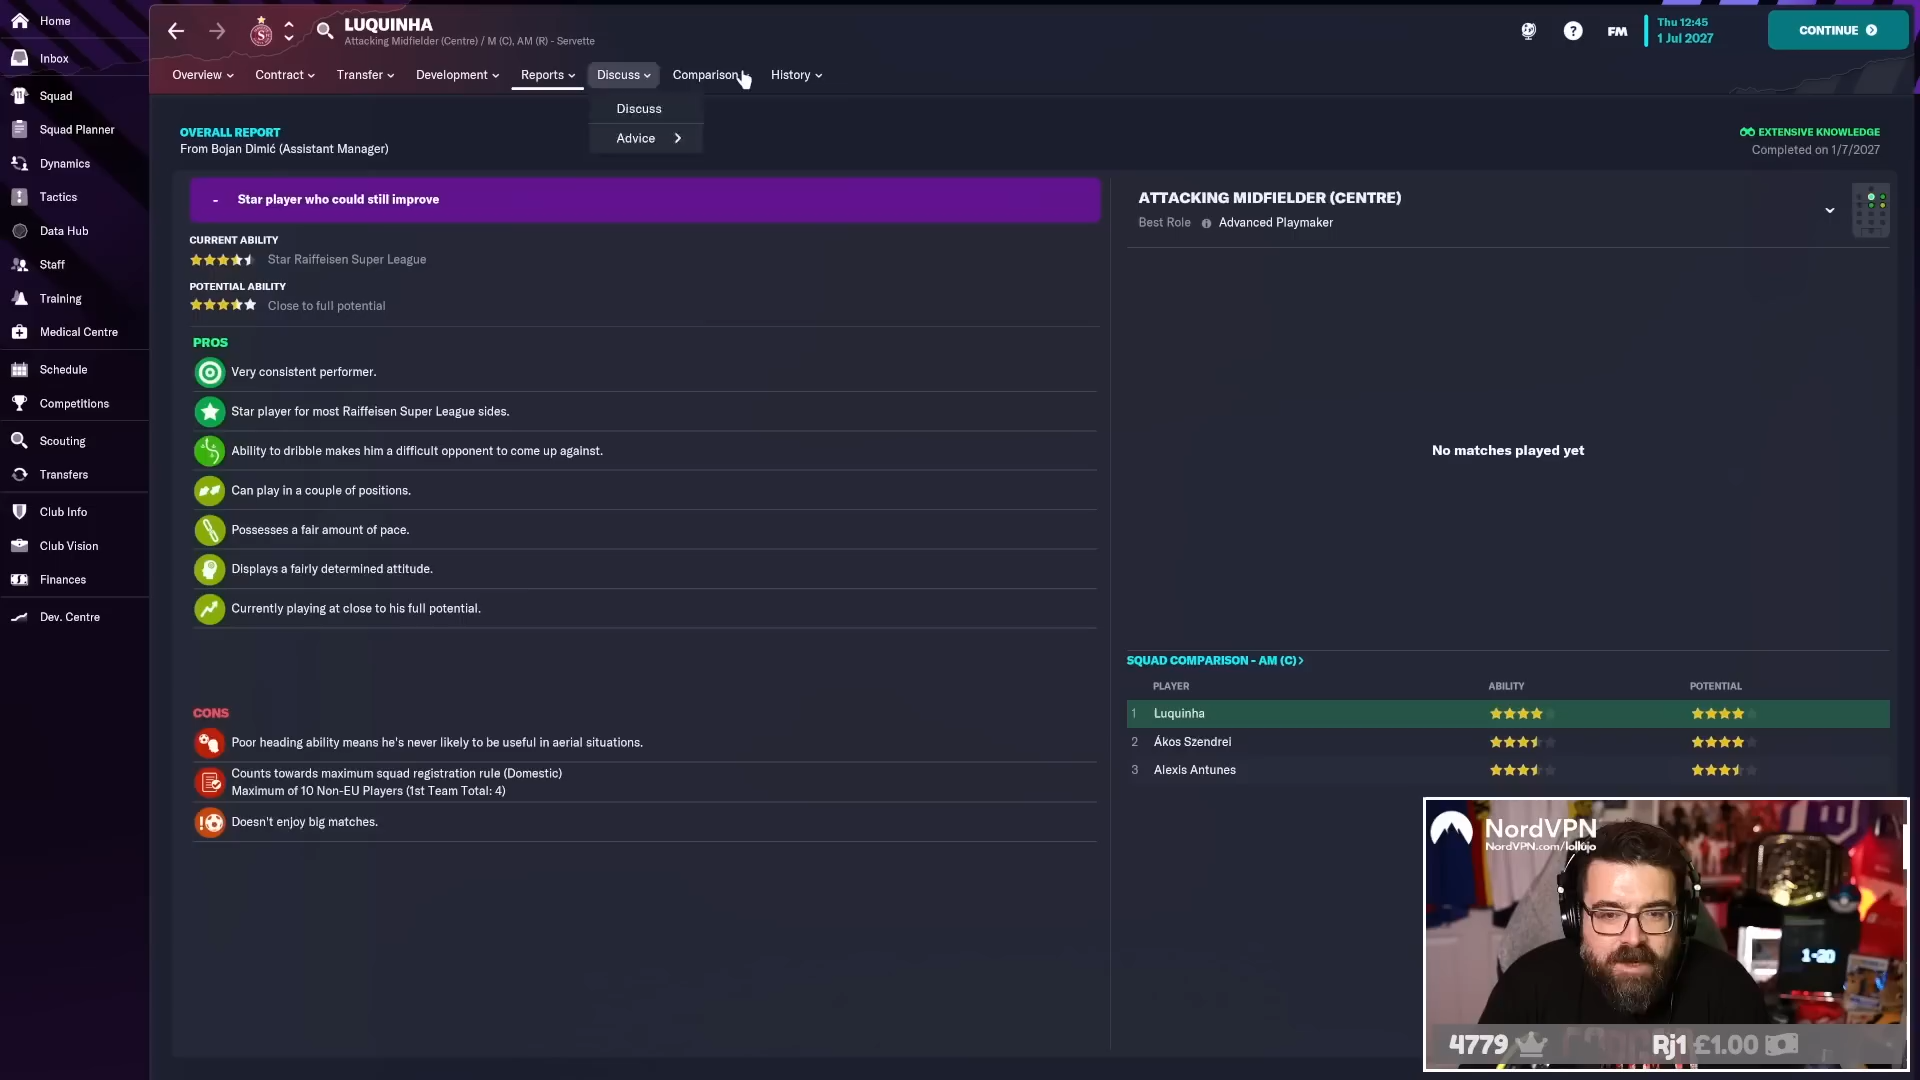 Home
Inbox
Squad
Squad Planner
Dynamics
Tactics
Data Hub
Staff
Training
Medical Centre
Schedule
Competitions
Scouting
Transfers
Club Info
Club Vision
Finances
Dev. Centre
LUQUINHA
Attacking Midfielder (Centre) / M (C), AM (R) - Servette
FM
Thu 12:45
1 Jul 2027
CONTINUE
Overview
Contract
Transfer
Development
Reports
Discuss
Comparison
History
Discuss
Advice
OVERALL REPORT
From Bojan Dimić (Assistant Manager)
EXTENSIVE KNOWLEDGE
Completed on 1/7/2027
- Star player who could still improve
CURRENT ABILITY
Star Raiffeisen Super League
POTENTIAL ABILITY
Close to full potential
PROS
Very consistent performer.
Star player for most Raiffeisen Super League sides.
Ability to dribble makes him a difficult opponent to come up against.
Can play in a couple of positions.
Possesses a fair amount of pace.
Displays a fairly determined attitude.
Currently playing at close to his full potential.
CONS
Poor heading ability means he's never likely to be useful in aerial situations.
Counts towards maximum squad registration rule (Domestic)
Maximum of 10 Non-EU Players (1st Team Total: 4)
Doesn't enjoy big matches.
ATTACKING MIDFIELDER (CENTRE)
Best Role Advanced Playmaker
No matches played yet
SQUAD COMPARISON - AM (C)>
PLAYER ABILITY POTENTIAL
1 Luquinha
2 Ákos Szendrei
3 Alexis Antunes
NordVPN
NordVPN.com/lollujo
1-20
4779
Rj1 £1.00